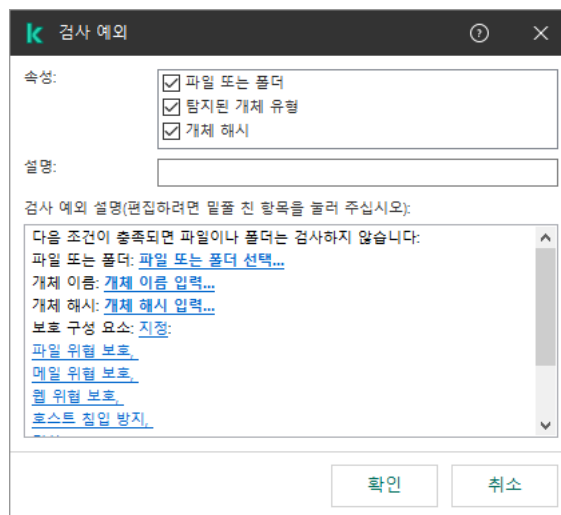 검사 예외
속성:
파일 또는 폴더
탐지된 개체 유형
개체 해시
설명:
검사 예외 설명(편집하려면 밑줄 친 항목을 눌러 주십시오):
다음 조건이 충족되면 파일이나 폴더는 검사하지 않습니다:
파일 또는 폴더: 파일 또는 폴더 선택...
개체 이름: 개체 이름 입력...
개체 해시: 개체 해시 입력...
보호 구성 요소: 지정:
파일 위협 보호,
메일 위협 보호,
웹 위협 보호,
호스트 침입 방지,
확인 취소